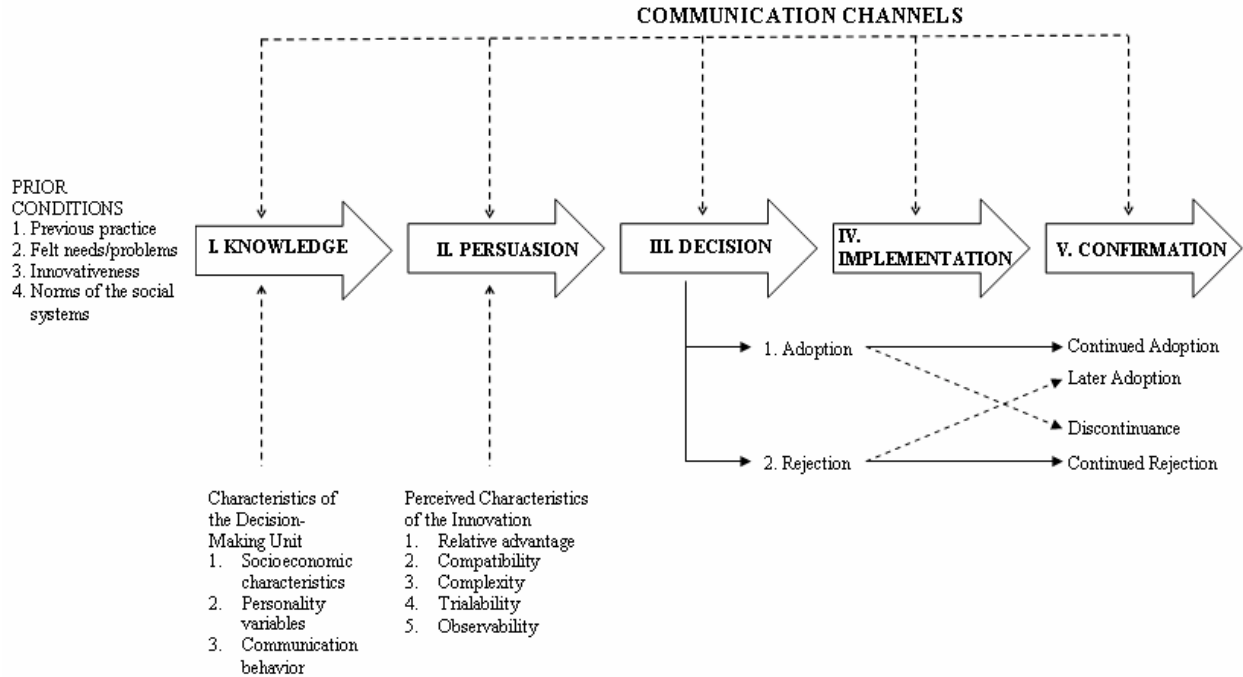 COMMUNICATION CHANNELS
PRIOR
CONDITIONS
1. Previous practice
2. Felt needs/problems
3. Innovativeness
4. Norms of the social
systems
I. KNOWLEDGE
II. PERSUASION
III. DECISION
IV.
IMPLEMENTATION
V. CONFIRMATION
1. Adoption
2. Rejection
Continued Adoption
Later Adoption
Discontinuance
Continued Rejection
Characteristics of
the Decision-
Making Unit
1. Socioeconomic
characteristics
2. Personality
variables
3. Communication
behavior
Perceived Characteristics
of the Innovation
1. Relative advantage
2. Compatibility
3. Complexity
4. Trialability
5. Observability